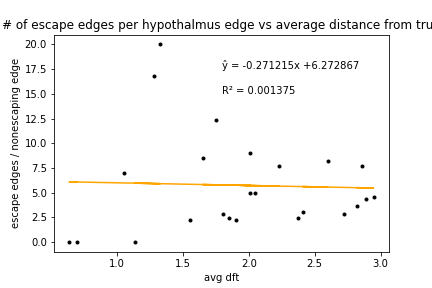 # of escape edges per hypothalmus edge vs average distance from tru
20.0
17.5
15.0
12.5
10.0
7.5
5.0
2.5
0.0
escape edges / nonescaping edge
ŷ = -0.271215x +6.272867
R² = 0.001375
1.0 1.5 2.0 2.5 3.0
avg dft